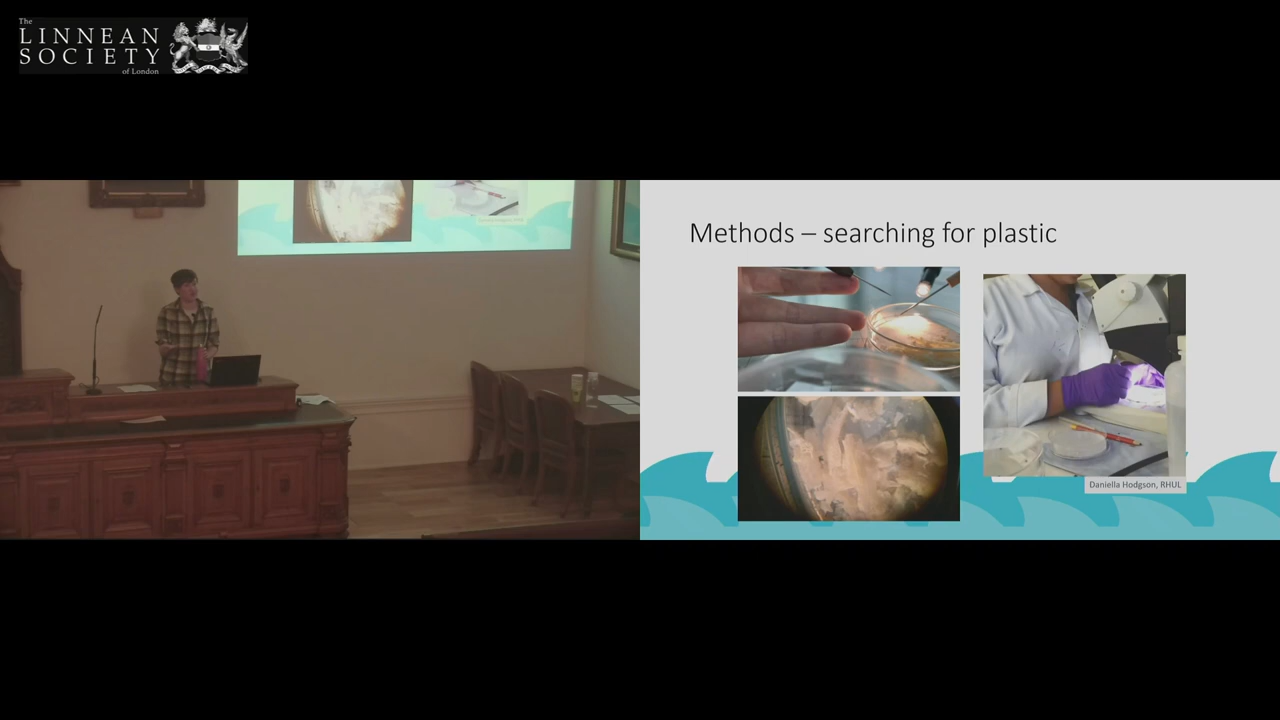 The
LINNEAN
SOCIETY
of London
Methods – searching for plastic
Daniella Hodgson, RHUL